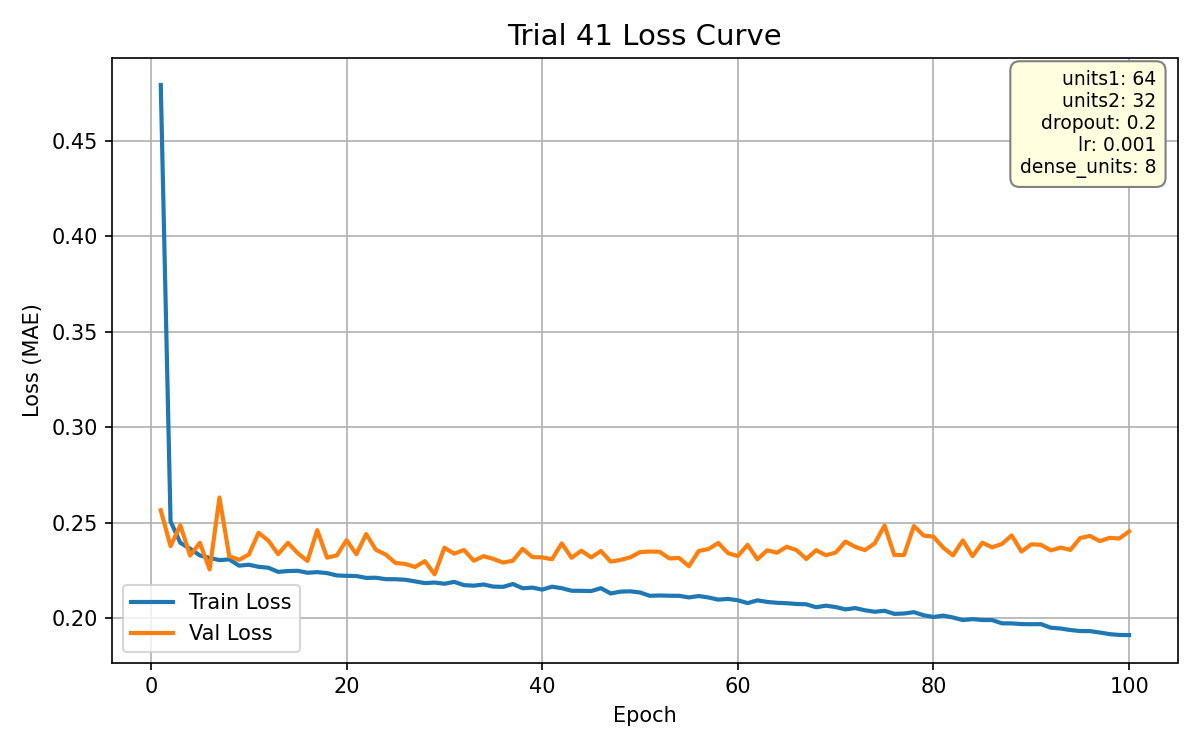 Trial 41 Loss Curve
units1: 64
units2: 32
dropout: 0.2
lr: 0.001
dense_units: 8
0.45
0.40
0.35
0.30
0.25
0.20
Loss (MAE)
Train Loss
Val Loss
0 20 40 60 80 100
Epoch